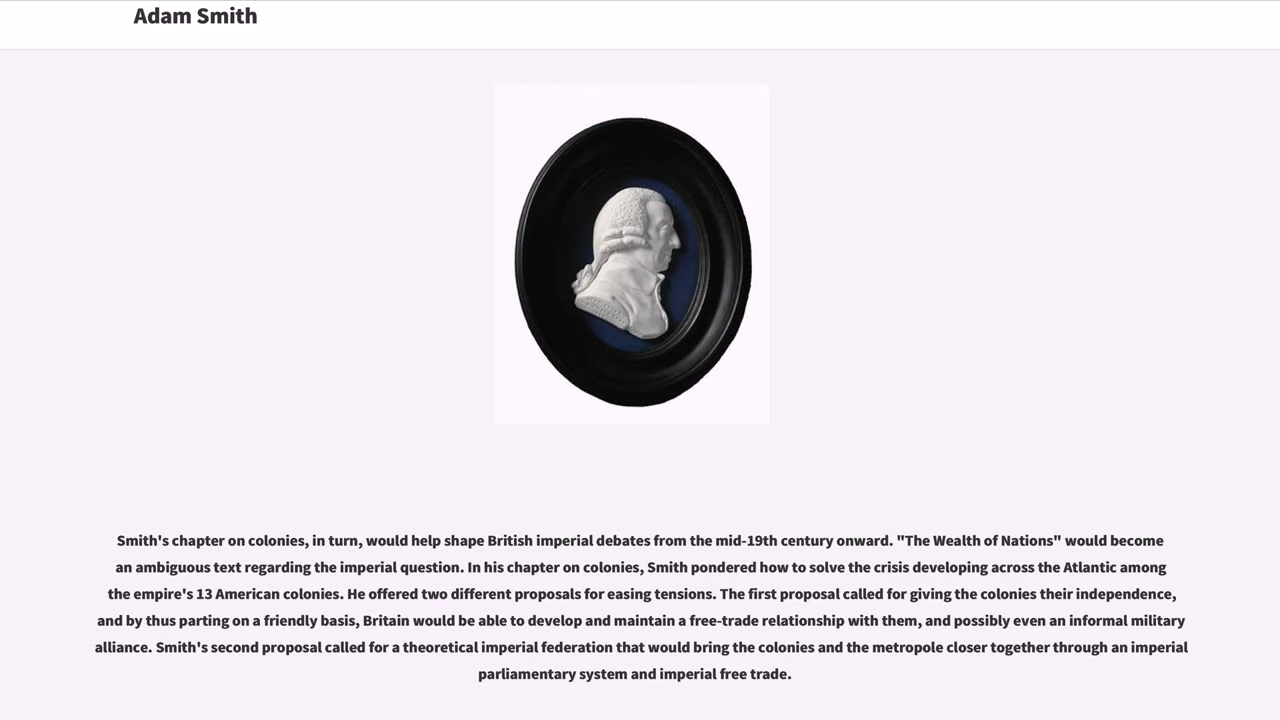 Adam Smith
Smith's chapter on colonies, in turn, would help shape British imperial debates from the mid-19th century onward. "The Wealth of Nations" would become
an ambiguous text regarding the imperial question. In his chapter on colonies, Smith pondered how to solve the crisis developing across the Atlantic among
the empire's 13 American colonies. He offered two different proposals for easing tensions. The first proposal called for giving the colonies their independence,
and by thus parting on a friendly basis, Britain would be able to develop and maintain a free-trade relationship with them, and possibly even an informal military
alliance. Smith's second proposal called for a theoretical imperial federation that would bring the colonies and the metropole closer together through an imperial
parliamentary system and imperial free trade.